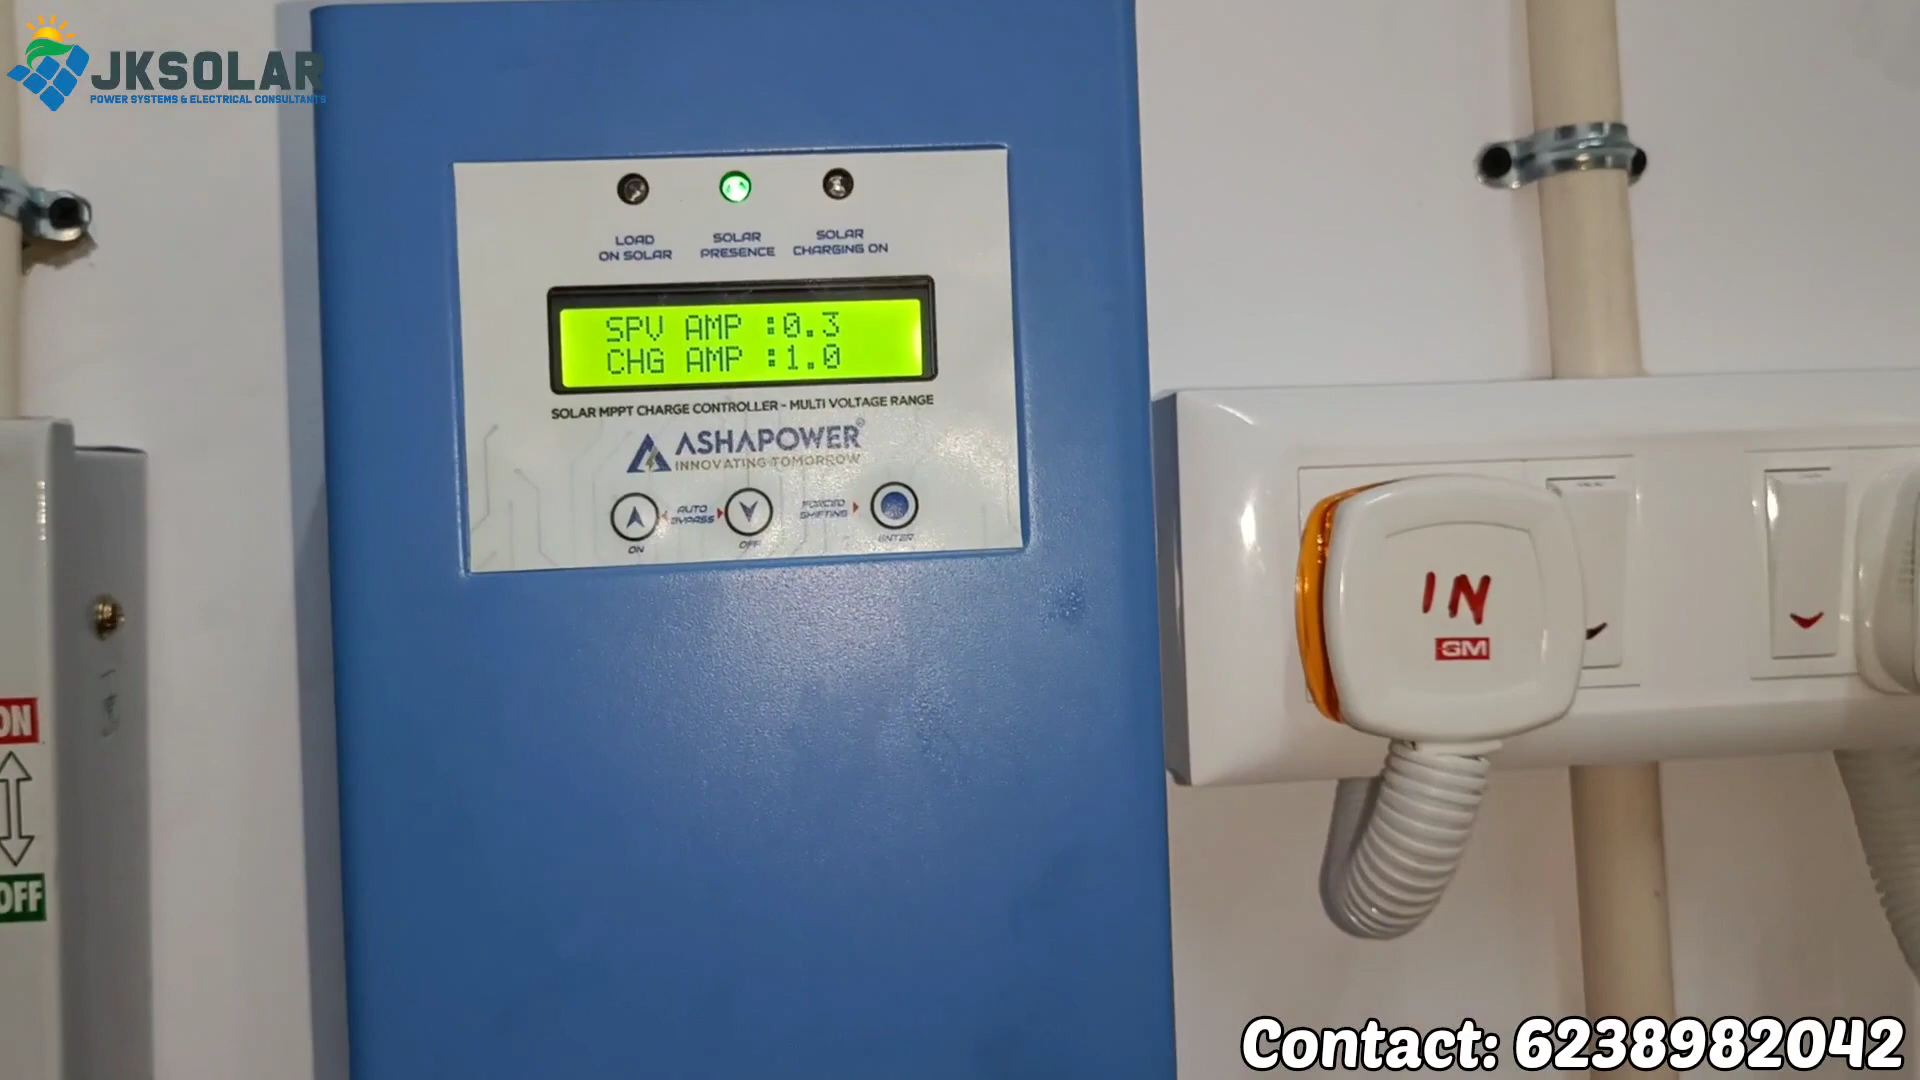 JKSOLAR
POWER SYSTEMS & ELECTRICAL CONSULTANTS
LOAD
ON SOLAR
SOLAR
PRESENCE
SOLAR
CHARGING ON
SPV AMP :0.3
CHG AMP :1.0
SOLAR MPPT CHARGE CONTROLLER - MULTI VOLTAGE RANGE
ASHAPOWER
INNOVATING TOMORROW
AUTO
BYPASS
FORCED
SHIFTING
ON
OFF
ENTER
IN
GM
ON
OFF
Contact: 6238982042